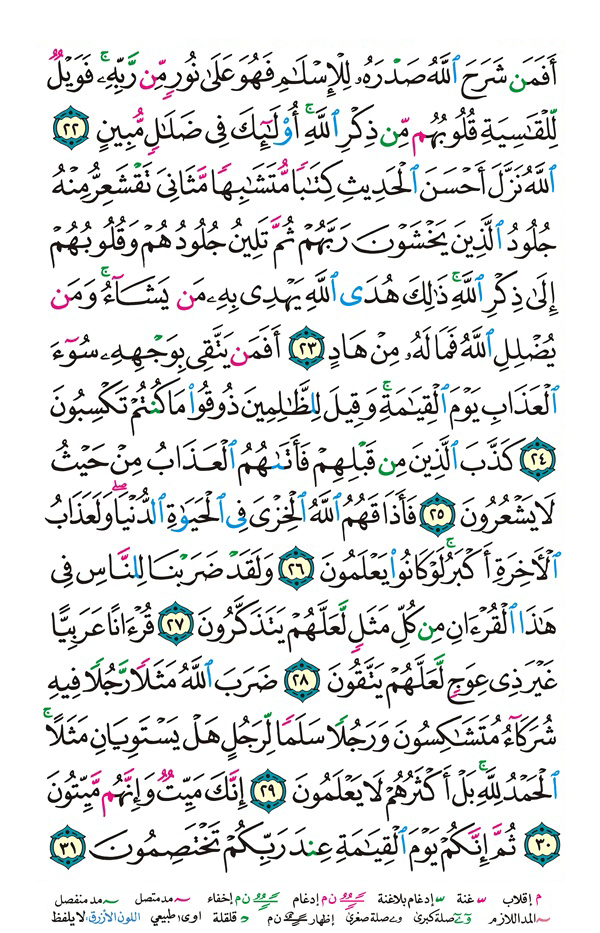 أَفَمَن شَرَحَ ٱللَّهُ صَدْرَهُۥ لِلْإِسْلَٰمِ فَهُوَ عَلَىٰ نُورٍ مِّن رَّبِّهِۦ ۚ فَوَيْلٌ
لِّلْقَٰسِيَةِ قُلُوبُهُم مِّن ذِكْرِ ٱللَّهِ ۚ أُو۟لَٰٓئِكَ فِى ضَلَٰلٍ مُّبِينٍ ٢٢
ٱللَّهُ نَزَّلَ أَحْسَنَ ٱلْحَدِيثِ كِتَٰبًا مُّتَشَٰبِهًا مَّثَانِىَ تَقْشَعِرُّ مِنْهُ
جُلُودُ ٱلَّذِينَ يَخْشَوْنَ رَبَّهُمْ ثُمَّ تَلِينُ جُلُودُهُمْ وَقُلُوبُهُمْ
إِلَىٰ ذِكْرِ ٱللَّهِ ۚ ذَٰلِكَ هُدَى ٱللَّهِ يَهْدِى بِهِۦ مَن يَشَآءُ ۚ وَمَن
يُضْلِلِ ٱللَّهُ فَمَا لَهُۥ مِنْ هَادٍ ٢٣ أَفَمَن يَتَّقِى بِوَجْهِهِۦ سُوٓءَ
ٱلْعَذَابِ يَوْمَ ٱلْقِيَٰمَةِ ۚ وَقِيلَ لِلظَّٰلِمِينَ ذُوقُوا۟ مَا كُنتُمْ تَكْسِبُونَ
٢٤ كَذَّبَ ٱلَّذِينَ مِن قَبْلِهِمْ فَأَتَىٰهُمُ ٱلْعَذَابُ مِنْ حَيْثُ
لَا يَشْعُرُونَ ٢٥ فَأَذَاقَهُمُ ٱللَّهُ ٱلْخِزْىَ فِى ٱلْحَيَوٰةِ ٱلدُّنْيَا ۖ وَلَعَذَابُ
ٱلْأَخِرَةِ أَكْبَرُ ۚ لَوْ كَانُوا۟ يَعْلَمُونَ ٢٦ وَلَقَدْ ضَرَبْنَا لِلنَّاسِ فِى
هَٰذَا ٱلْقُرْءَانِ مِن كُلِّ مَثَلٍ لَّعَلَّهُمْ يَتَذَكَّرُونَ ٢٧ قُرْءَانًا عَرَبِيًّا
غَيْرَ ذِى عِوَجٍ لَّعَلَّهُمْ يَتَّقُونَ ٢٨ ضَرَبَ ٱللَّهُ مَثَلًا رَّجُلًا فِيهِ
شُرَكَآءُ مُتَشَٰكِسُونَ وَرَجُلًا سَلَمًا لِّرَجُلٍ هَلْ يَسْتَوِيَانِ مَثَلًا ۚ
ٱلْحَمْدُ لِلَّهِ ۚ بَلْ أَكْثَرُهُمْ لَا يَعْلَمُونَ ٢٩ إِنَّكَ مَيِّتٌ وَإِنَّهُم مَّيِّتُونَ
٣٠ ثُمَّ إِنَّكُمْ يَوْمَ ٱلْقِيَٰمَةِ عِندَ رَبِّكُمْ تَخْتَصِمُونَ ٣١
م إقلاب غنة إدغام بلاغنة ن م إدغام ن م إخفاء مد متصل مد منفصل
المد اللازم صلة كبرى صلة صغرى إظهار ن م قلقلة اوى طبيعي اللون الأزرق: لا يلفظ